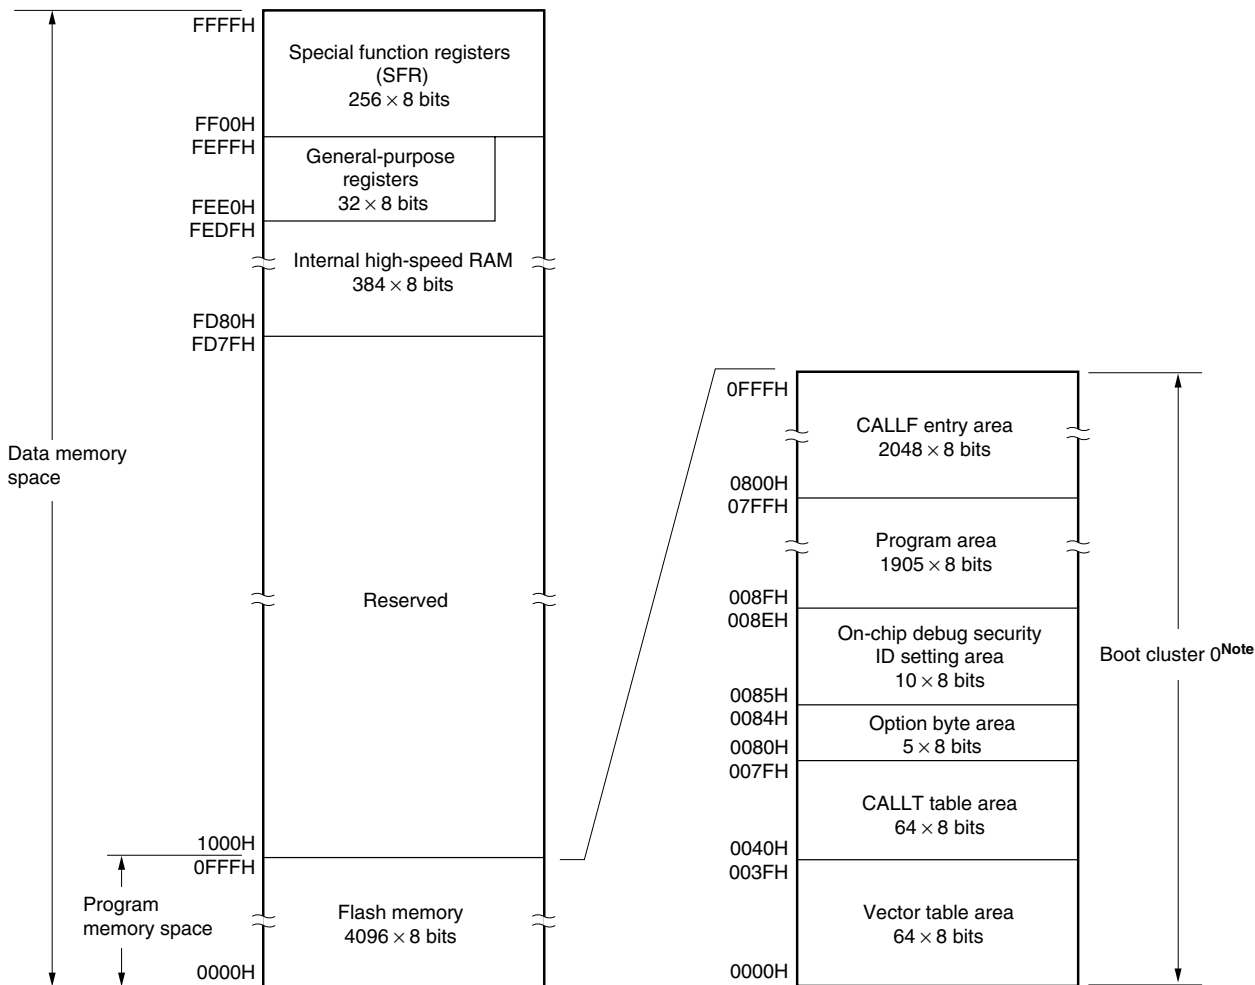 FFFFH
Special function registers
(SFR)
256 × 8 bits
FF00H
FEFFH
General-purpose
registers
32 × 8 bits
FEE0H
FEDFH
Internal high-speed RAM
384 × 8 bits
FD80H
FD7FH
Data memory
space
Reserved
1000H
0FFFH
Program
memory space
Flash memory
4096 × 8 bits
0000H
0FFFH
CALLF entry area
2048 × 8 bits
0800H
07FFH
Program area
1905 × 8 bits
008FH
008EH
On-chip debug security
ID setting area
10 × 8 bits
0085H
0084H
Option byte area
5 × 8 bits
0080H
007FH
CALLT table area
64 × 8 bits
0040H
003FH
Vector table area
64 × 8 bits
0000H
Boot cluster 0Note